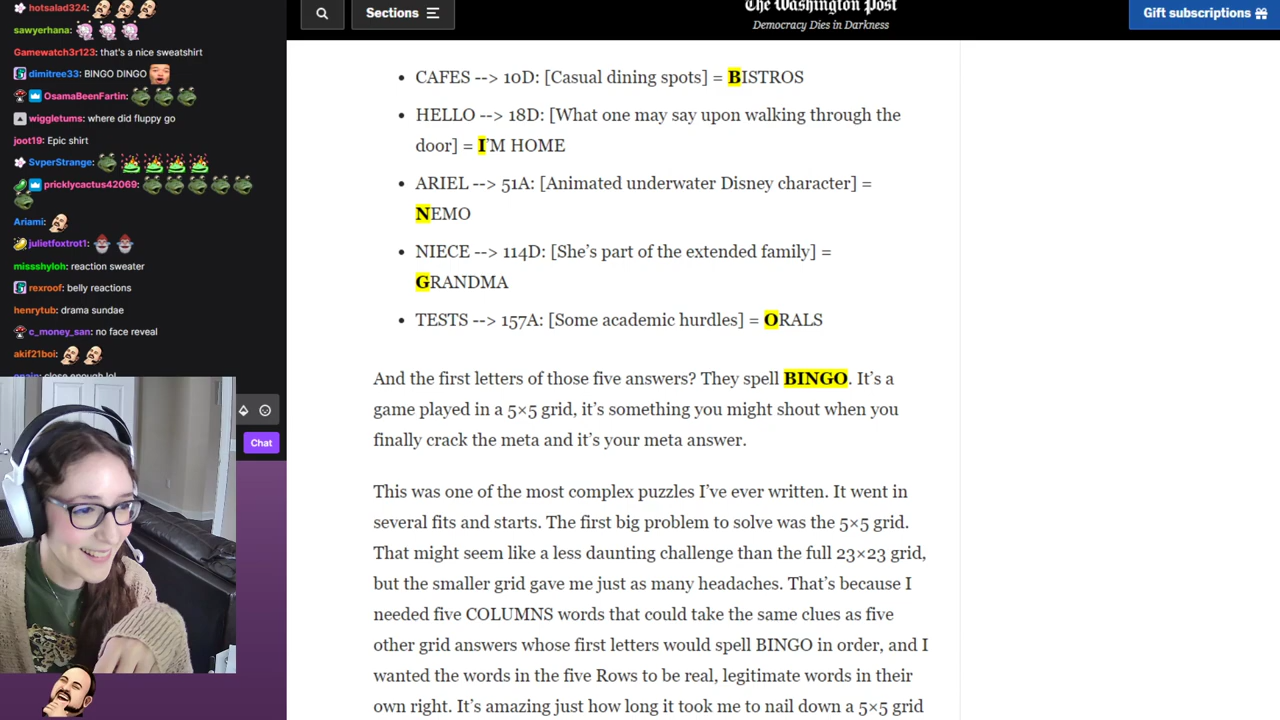 hotsalad324:
sawyerhana:
Gamewatch3r123: that's a nice sweatshirt
dimitree33: BINGO DINGO
OsamaBeenFartin:
wiggletums: where did fluppy go
joot19: Epic shirt
SvperStrange:
pricklycactus42069:
Ariami:
julietfoxtrot1:
missshyloh: reaction sweater
rexroof: belly reactions
henrytub: drama sundae
c_money_san: no face reveal
akif21boi:
close enough lol
Chat
Sections
The Washington Post
Democracy Dies in Darkness
Gift subscriptions
• CAFES --> 10D: [Casual dining spots] = BISTROS
• HELLO --> 18D: [What one may say upon walking through the
door] = I’M HOME
• ARIEL --> 51A: [Animated underwater Disney character] =
NEMO
• NIECE --> 114D: [She’s part of the extended family] =
GRANDMA
• TESTS --> 157A: [Some academic hurdles] = ORALS
And the first letters of those five answers? They spell BINGO. It’s a
game played in a 5×5 grid, it’s something you might shout when you
finally crack the meta and it’s your meta answer.
This was one of the most complex puzzles I’ve ever written. It went in
several fits and starts. The first big problem to solve was the 5×5 grid.
That might seem like a less daunting challenge than the full 23×23 grid,
but the smaller grid gave me just as many headaches. That’s because I
needed five COLUMNS words that could take the same clues as five
other grid answers whose first letters would spell BINGO in order, and I
wanted the words in the five Rows to be real, legitimate words in their
own right. It’s amazing just how long it took me to nail down a 5×5 grid